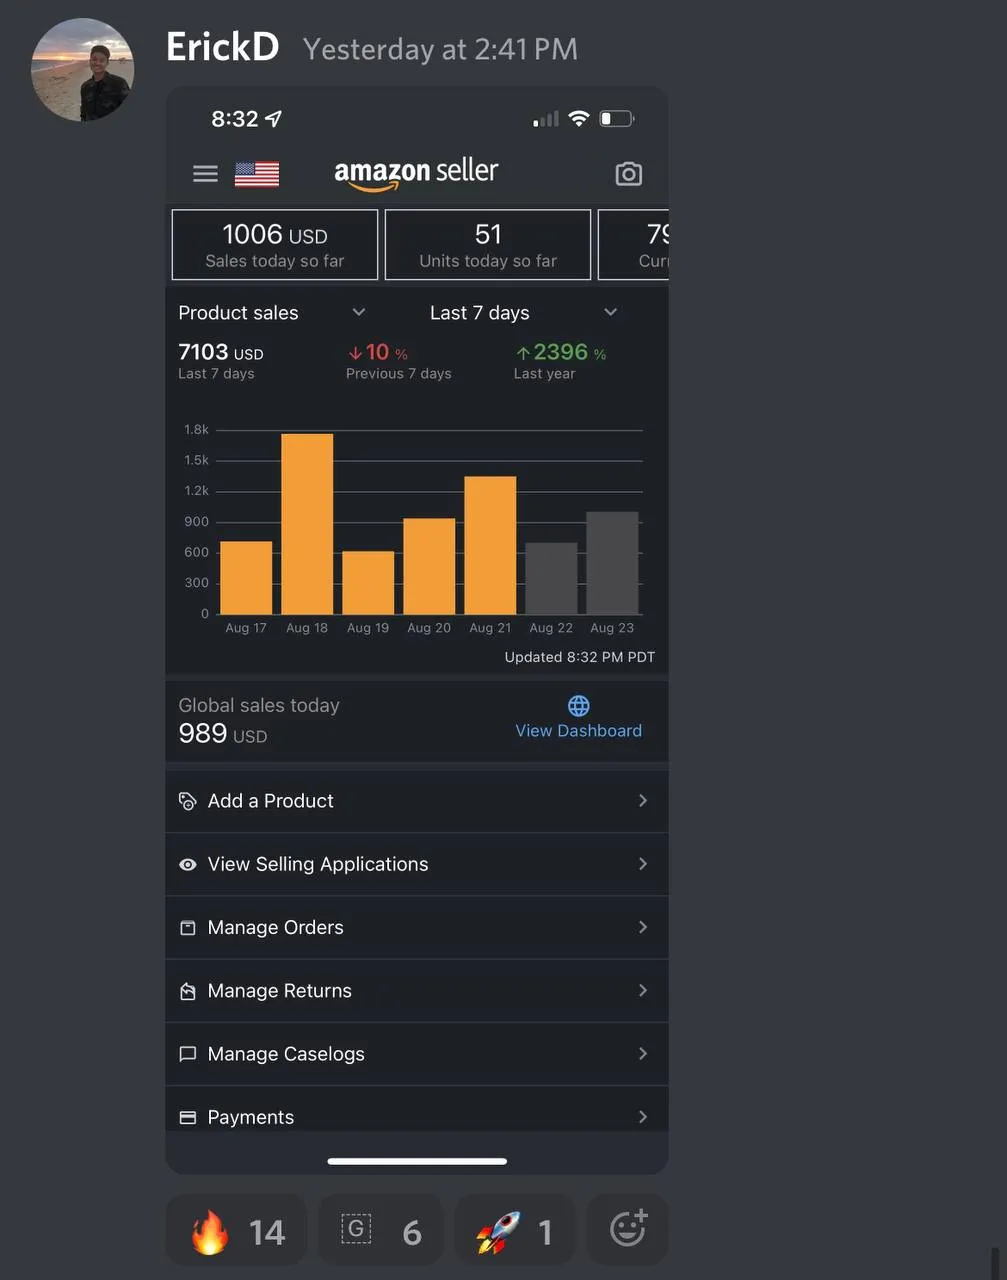 ErickD Yesterday at 2:41 PM
8:32
amazon seller
1006 USD
Sales today so far
51
Units today so far
79
Curr
Product sales
Last 7 days
7103 USD
Last 7 days
↓10 %
Previous 7 days
↑2396 %
Last year
1.8k
1.5k
1.2k
900
600
300
0
Aug 17 Aug 18 Aug 19 Aug 20 Aug 21 Aug 22 Aug 23
Updated 8:32 PM PDT
Global sales today
989 USD
View Dashboard
Add a Product
View Selling Applications
Manage Orders
Manage Returns
Manage Caselogs
Payments
14 G 6 1